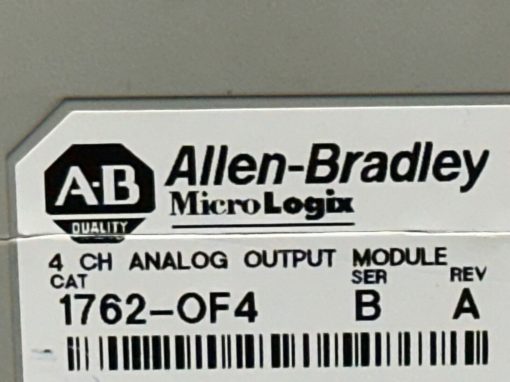 A-B
QUALITY
Allen-Bradley
MicroLogix
4 CH ANALOG OUTPUT MODULE
CAT SER REV
1762-OF4 B A